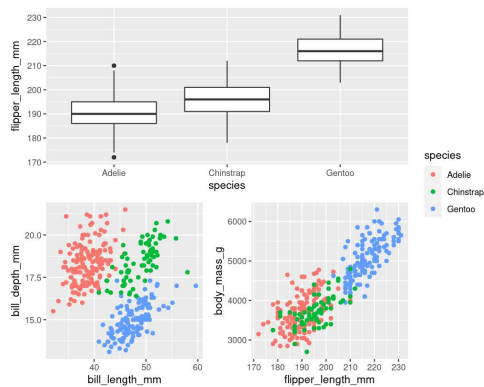 flipper_length_mm
230
220
210
200
190
180
170
Adelie Chinstrap Gentoo
species
species
Adelie
Chinstrap
Gentoo
bill_depth_mm
20.0
17.5
15.0
40 50 60
bill_length_mm
body_mass_g
6000
5000
4000
3000
170 180 190 200 210 220 230
flipper_length_mm